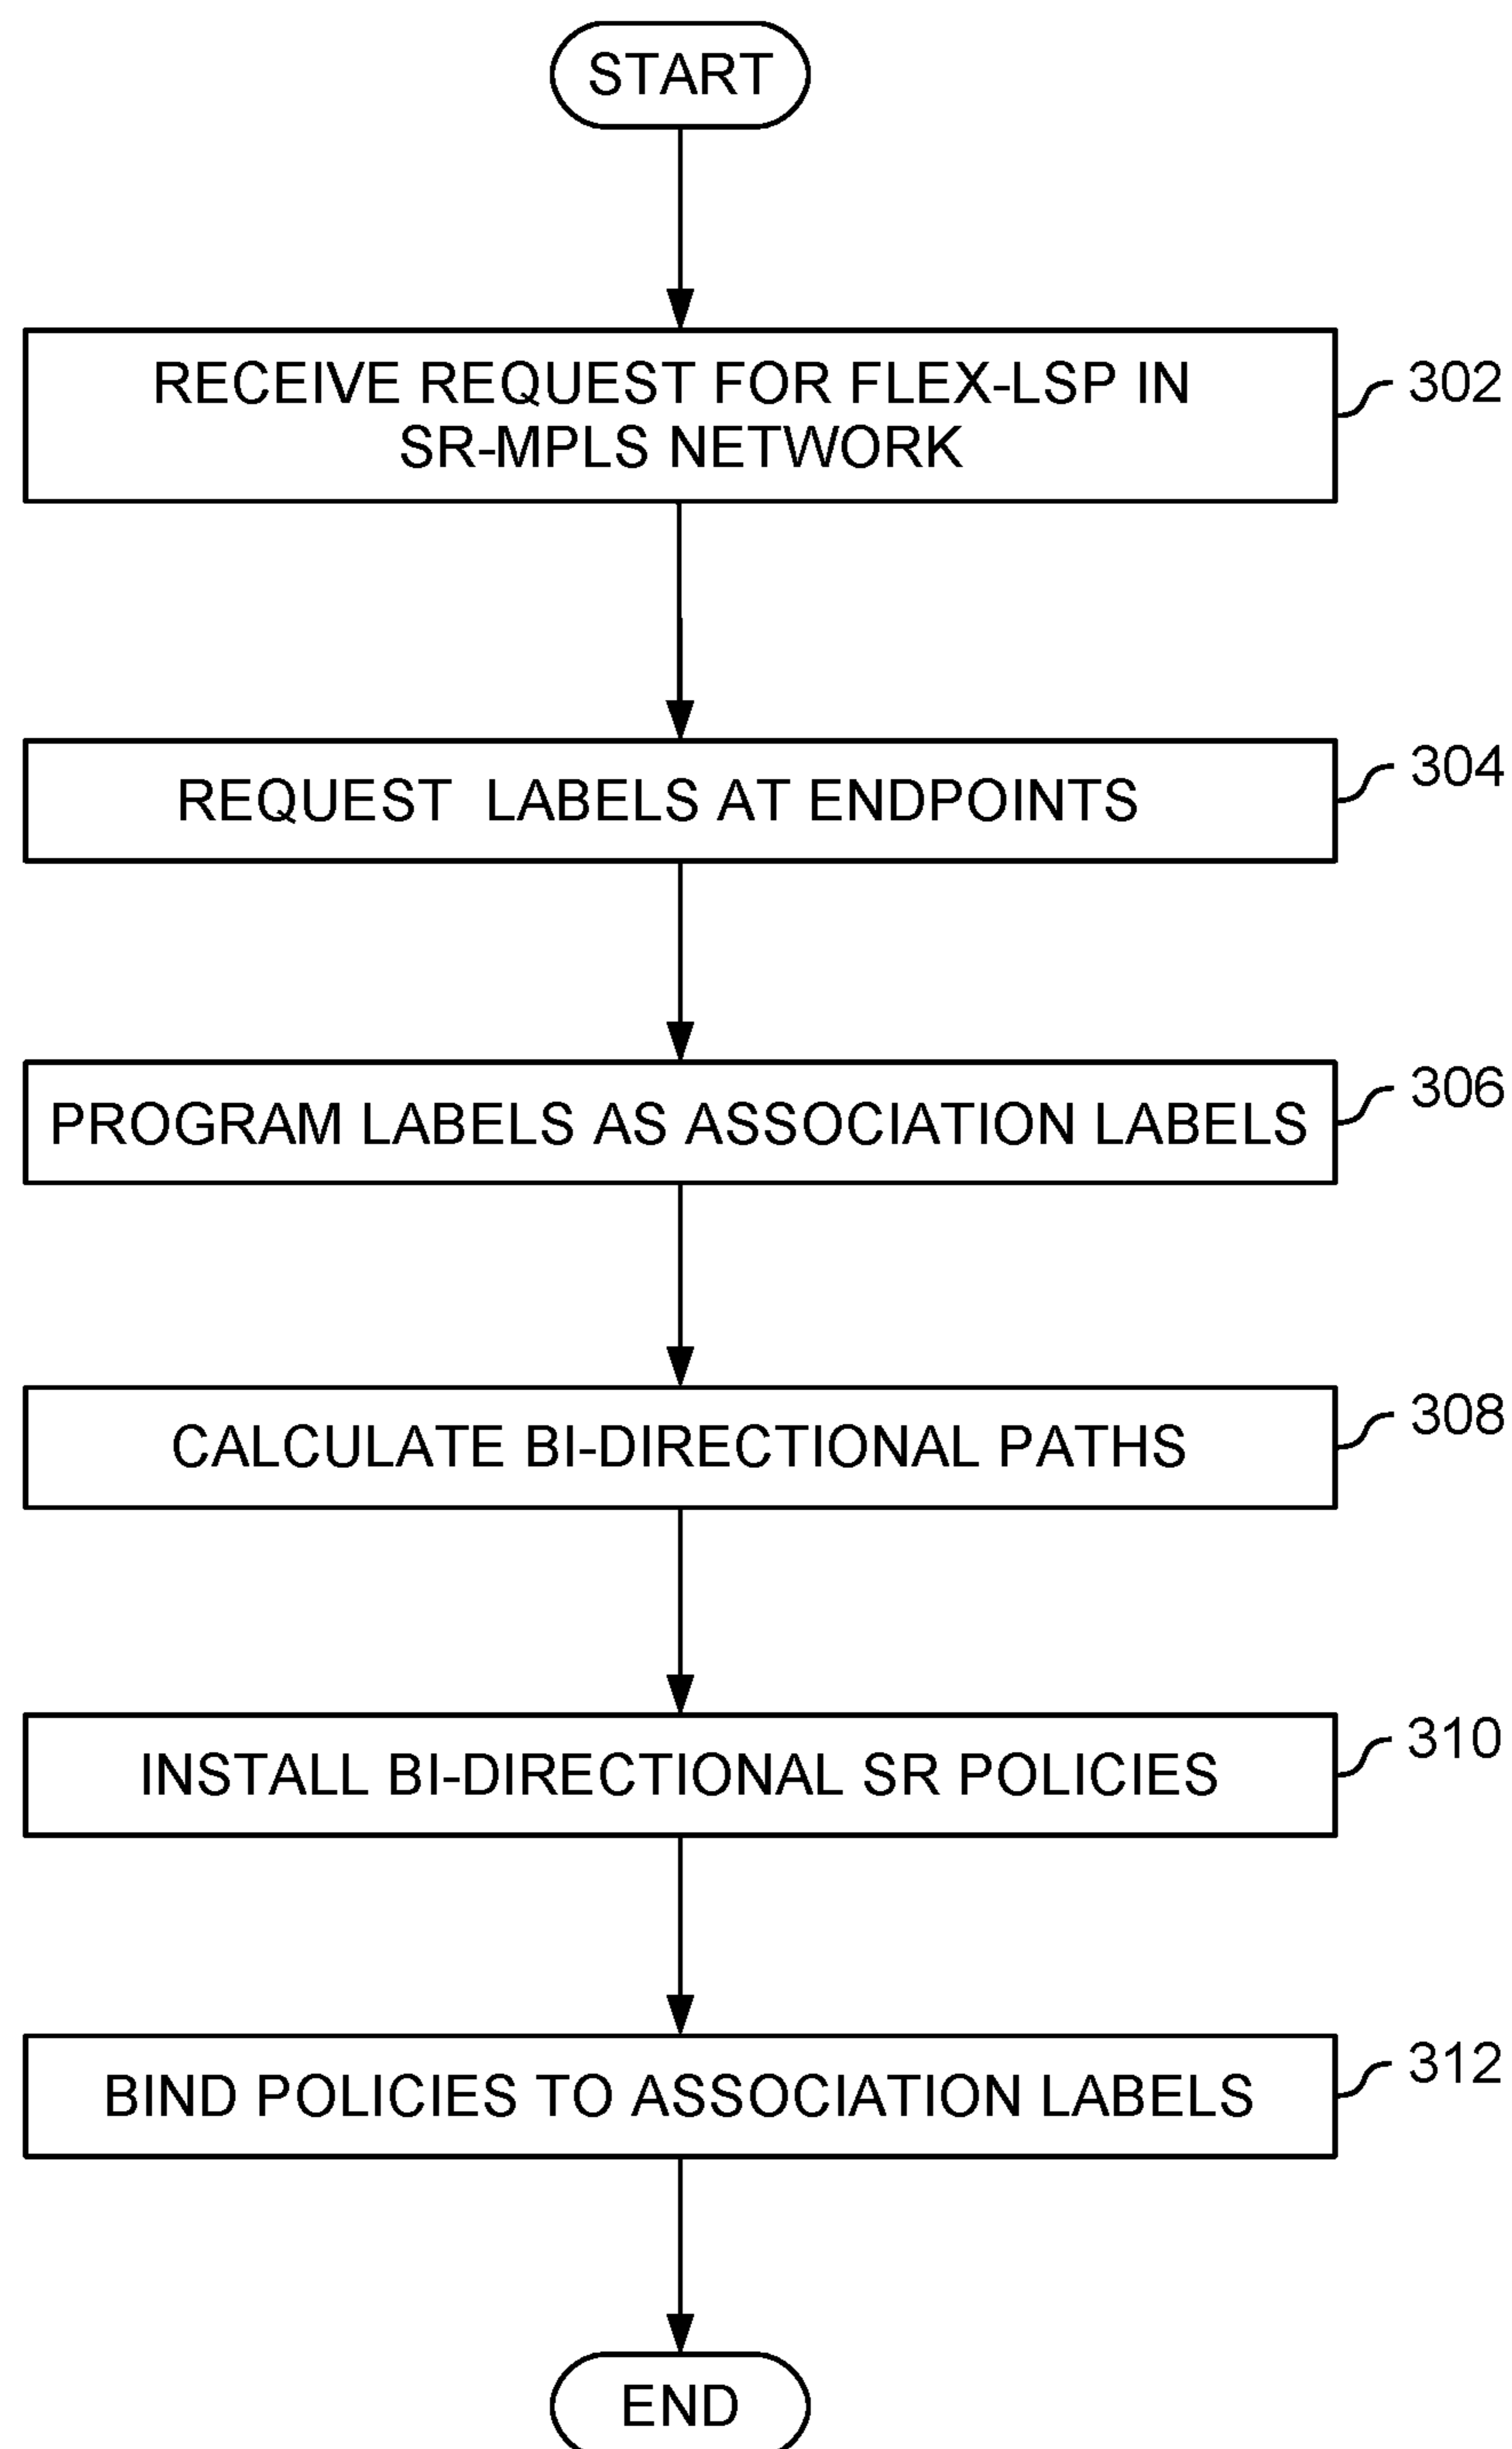 START
RECEIVE REQUEST FOR FLEX-LSP IN
SR-MPLS NETWORK
302
REQUEST LABELS AT ENDPOINTS
304
PROGRAM LABELS AS ASSOCIATION LABELS
306
CALCULATE BI-DIRECTIONAL PATHS
308
INSTALL BI-DIRECTIONAL SR POLICIES
310
BIND POLICIES TO ASSOCIATION LABELS
312
END